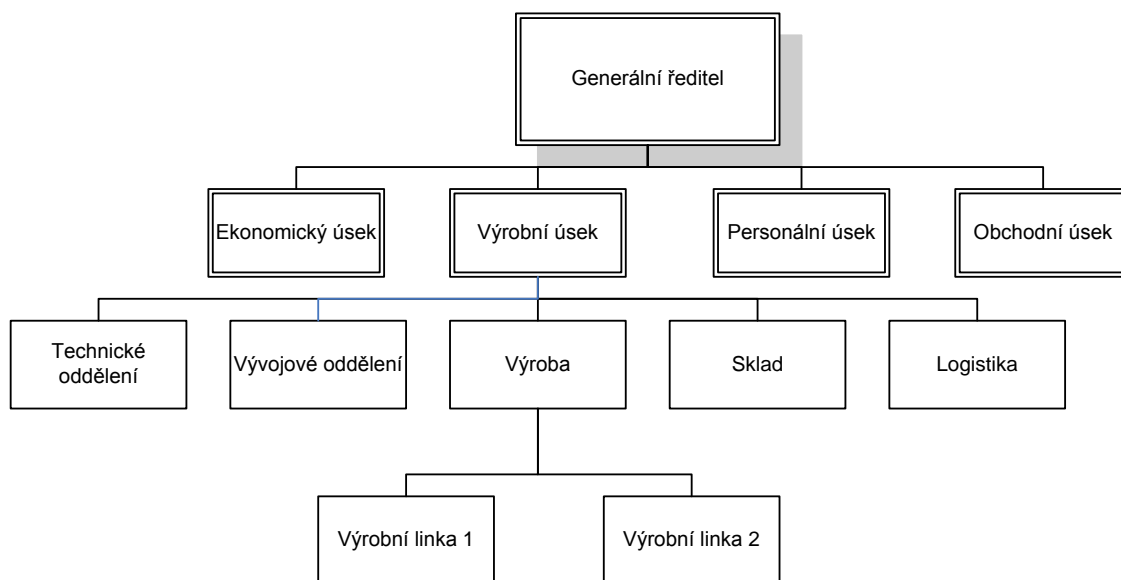 Generální ředitel
Ekonomický úsek
Výrobní úsek
Personální úsek
Obchodní úsek
Technické
oddělení
Vývojové oddělení
Výroba
Sklad
Logistika
Výrobní linka 1
Výrobní linka 2